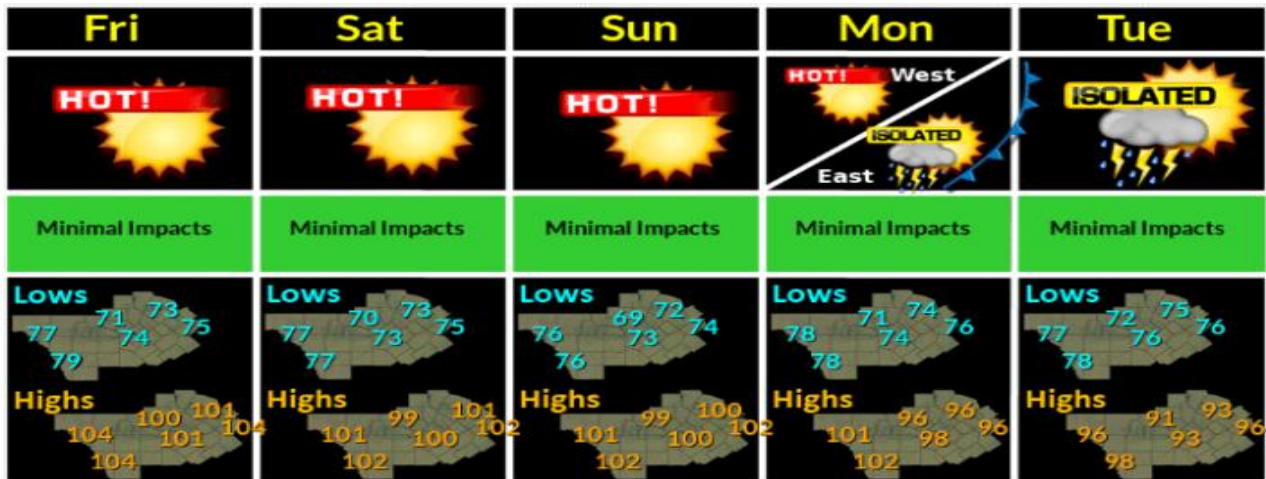 Fri Sat Sun Mon Tue
HOT! HOT! HOT! HOT! West ISOLATED
ISOLATED
East
Minimal Impacts Minimal Impacts Minimal Impacts Minimal Impacts Minimal Impacts
Lows 73 Lows 73 Lows 72 Lows 74 Lows 75
71 75 70 75 69 74 71 76 72 76
77 74 77 73 76 73 78 74 77 76
79 77 76 78 78
Highs 101 Highs 101 Highs 100 Highs 96 Highs 93
100 104 99 102 99 102 96 96 91 96
104 101 101 100 101 100 101 98 96 93
104 102 102 102 98